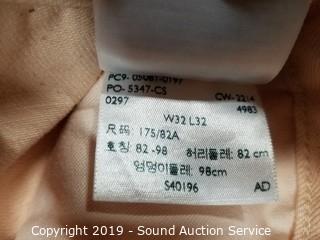 PC9- 05087-0197
PO- 5347-CS CW-2214
0297 4983
W32 L32
尺码: 175/82A
호칭: 82 -98 허리둘레: 82 cm
엉덩이둘레: 98cm
S40196 AD
Copyright 2019 - Sound Auction Service